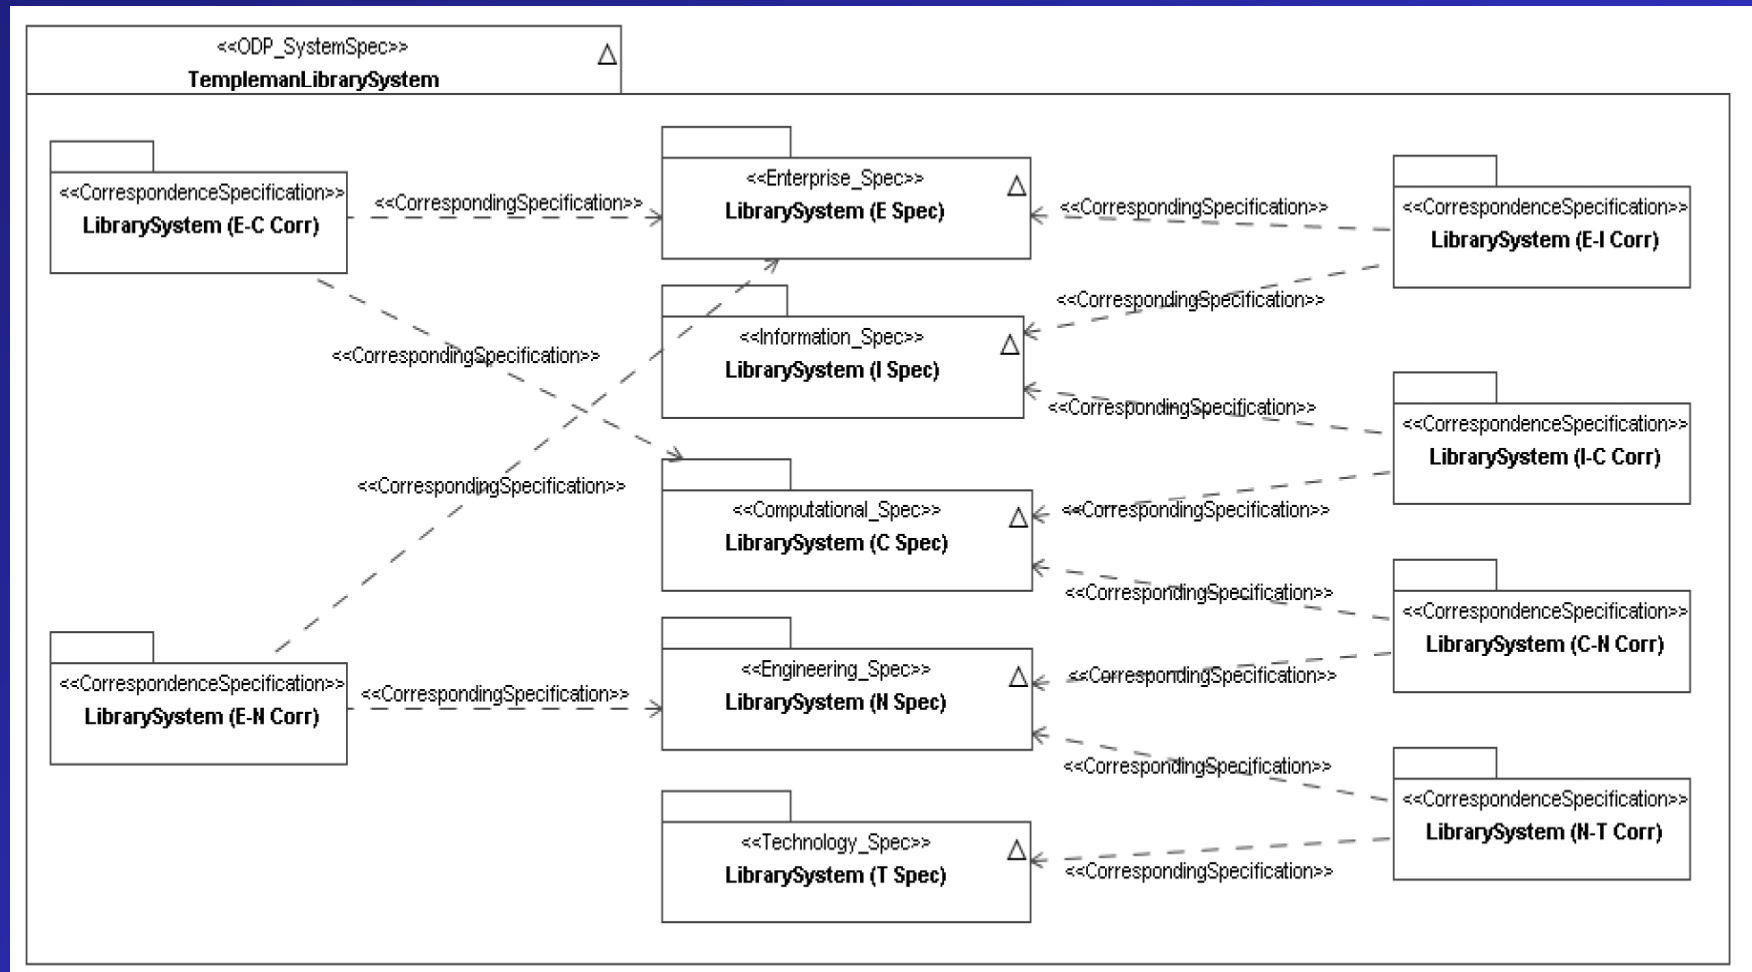 <<ODP_SystemSpec>>
TemplemanLibrarySystem
<<CorrespondenceSpecification>>
LibrarySystem (E-C Corr)
<<CorrespondingSpecification>>
<<CorrespondingSpecification>>
<<CorrespondingSpecification>>
<<CorrespondenceSpecification>>
LibrarySystem (E-N Corr)
<<CorrespondingSpecification>>
<<Enterprise_Spec>>
LibrarySystem (E Spec)
<<Information_Spec>>
LibrarySystem (I Spec)
<<Computational_Spec>>
LibrarySystem (C Spec)
<<Engineering_Spec>>
LibrarySystem (N Spec)
<<Technology_Spec>>
LibrarySystem (T Spec)
<<CorrespondingSpecification>>
<<CorrespondingSpecification>>
<<CorrespondingSpecification>>
<<CorrespondingSpecification>>
<<CorrespondingSpecification>>
<<CorrespondingSpecification>>
<<CorrespondingSpecification>>
<<CorrespondingSpecification>>
<<CorrespondenceSpecification>>
LibrarySystem (E-I Corr)
<<CorrespondenceSpecification>>
LibrarySystem (I-C Corr)
<<CorrespondenceSpecification>>
LibrarySystem (C-N Corr)
<<CorrespondenceSpecification>>
LibrarySystem (N-T Corr)